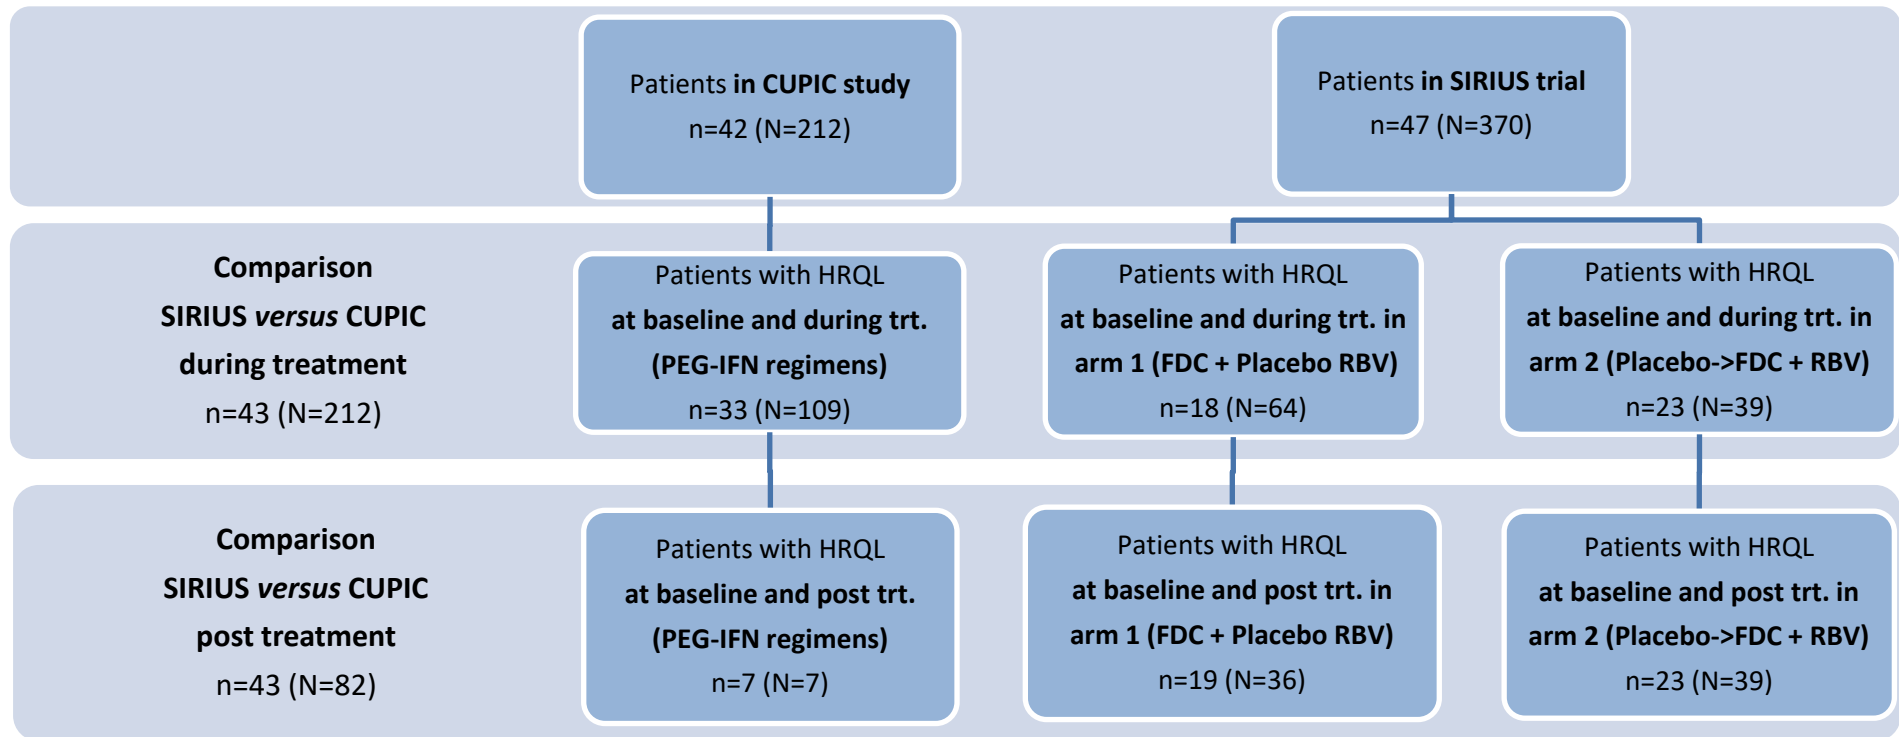 Patients in CUPIC study
n=42 (N=212)
Patients in SIRIUS trial
n=47 (N=370)
Comparison
SIRIUS versus CUPIC
during treatment
n=43 (N=212)
Patients with HRQL
at baseline and during trt.
(PEG-IFN regimens)
n=33 (N=109)
Patients with HRQL
at baseline and during trt. in
arm 1 (FDC + Placebo RBV)
n=18 (N=64)
Patients with HRQL
at baseline and during trt. in
arm 2 (Placebo->FDC + RBV)
n=23 (N=39)
Comparison
SIRIUS versus CUPIC
post treatment
n=43 (N=82)
Patients with HRQL
at baseline and post trt.
(PEG-IFN regimens)
n=7 (N=7)
Patients with HRQL
at baseline and post trt. in
arm 1 (FDC + Placebo RBV)
n=19 (N=36)
Patients with HRQL
at baseline and post trt. in
arm 2 (Placebo->FDC + RBV)
n=23 (N=39)